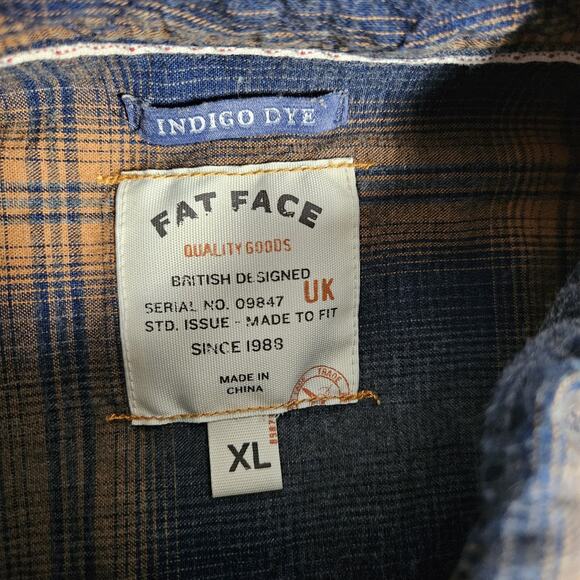 INDIGO DYE
FAT FACE
QUALITY GOODS
BRITISH DESIGNED
UK
SERIAL NO. 09847
STD. ISSUE - MADE TO FIT
SINCE 1988
MADE IN
CHINA
TRADE
XL